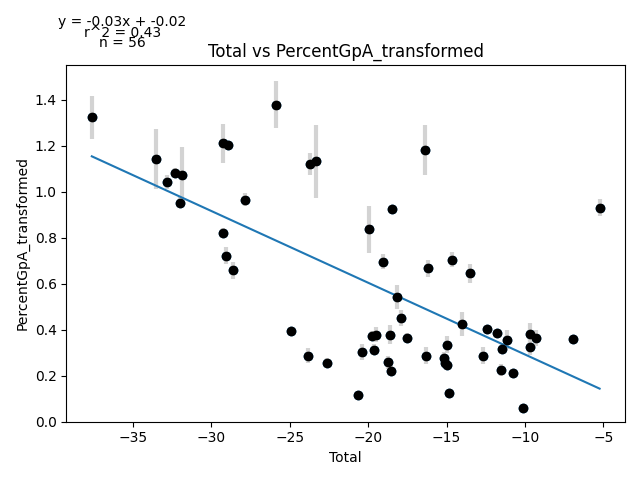 y = -0.03x + -0.02
r^2 = 0.43
n = 56
Total vs PercentGpA_transformed
PercentGpA_transformed
1.4
1.2
1.0
0.8
0.6
0.4
0.2
0.0
−35 −30 −25 −20 −15 −10 −5
Total